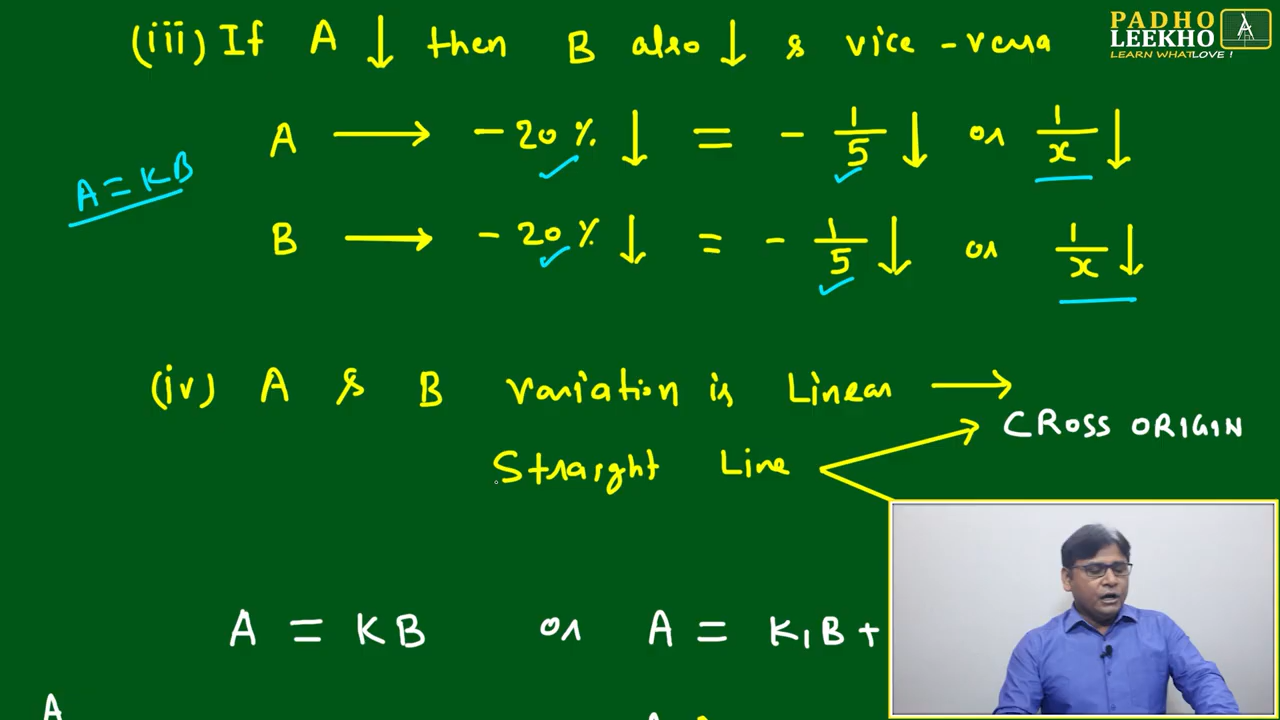 PADHO
LEEKHO
LEARN WHAT LOVE !
(iii) If A ↓ then B also ↓ & vice-versa
A → - 20 % ↓ = - 1/5 ↓ or 1/x ↓
A = KB
B → - 20 % ↓ = - 1/5 ↓ or 1/x ↓
(iv) A & B variation is Linear →
CROSS ORIGIN
Straight Line
A = KB or A = K₁B +
A